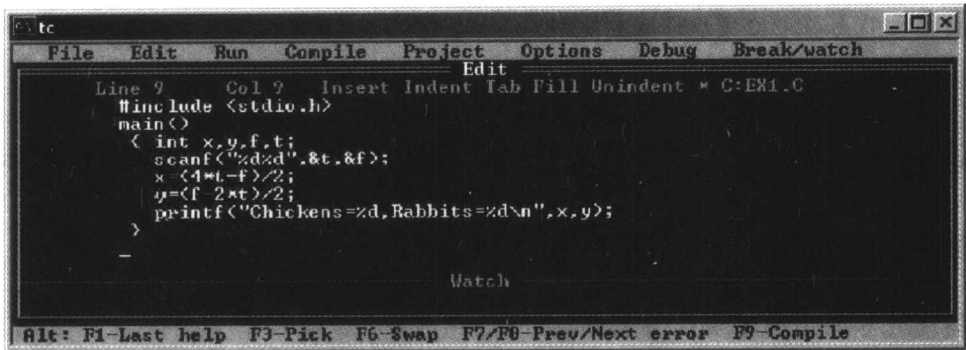 tc
File Edit Run Compile Project Options Debug Break/watch
Edit
Line 9 Col 9 Insert Indent Tab Fill Unindent * C:EX1.C
#include <stdio.h>
main()
{ int x,y,f,t;
scanf("%d%d",&t,&f);
x=(4*t-f)/2;
y=(f-2*t)/2;
printf("Chickens=%d,Rabbits=%d\n",x,y);
}
Watch
Alt: F1-Last help F3-Pick F6-Swap F7/F8-Prev/Next error F9-Compile